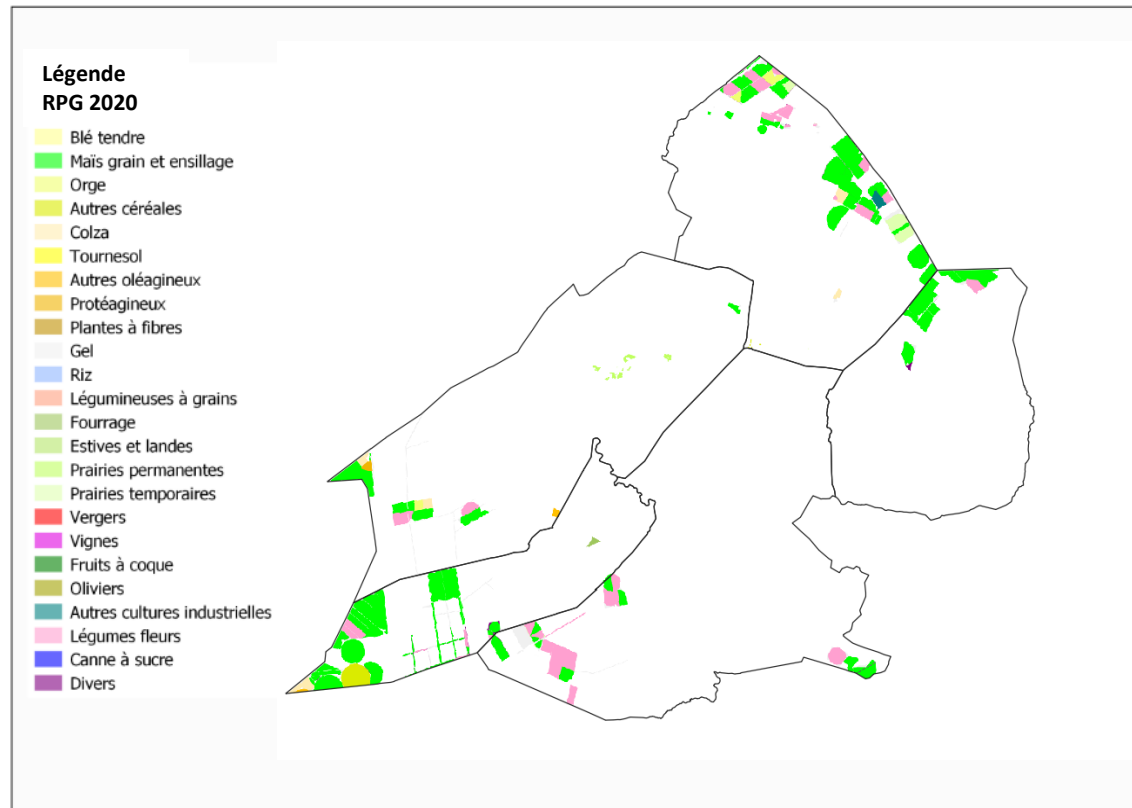 Légende
RPG 2020
Blé tendre
Maïs grain et ensillage
Orge
Autres céréales
Colza
Tournesol
Autres oléagineux
Protéagineux
Plantes à fibres
Gel
Riz
Légumineuses à grains
Fourrage
Estives et landes
Prairies permanentes
Prairies temporaires
Vergers
Vignes
Fruits à coque
Oliviers
Autres cultures industrielles
Légumes fleurs
Canne à sucre
Divers